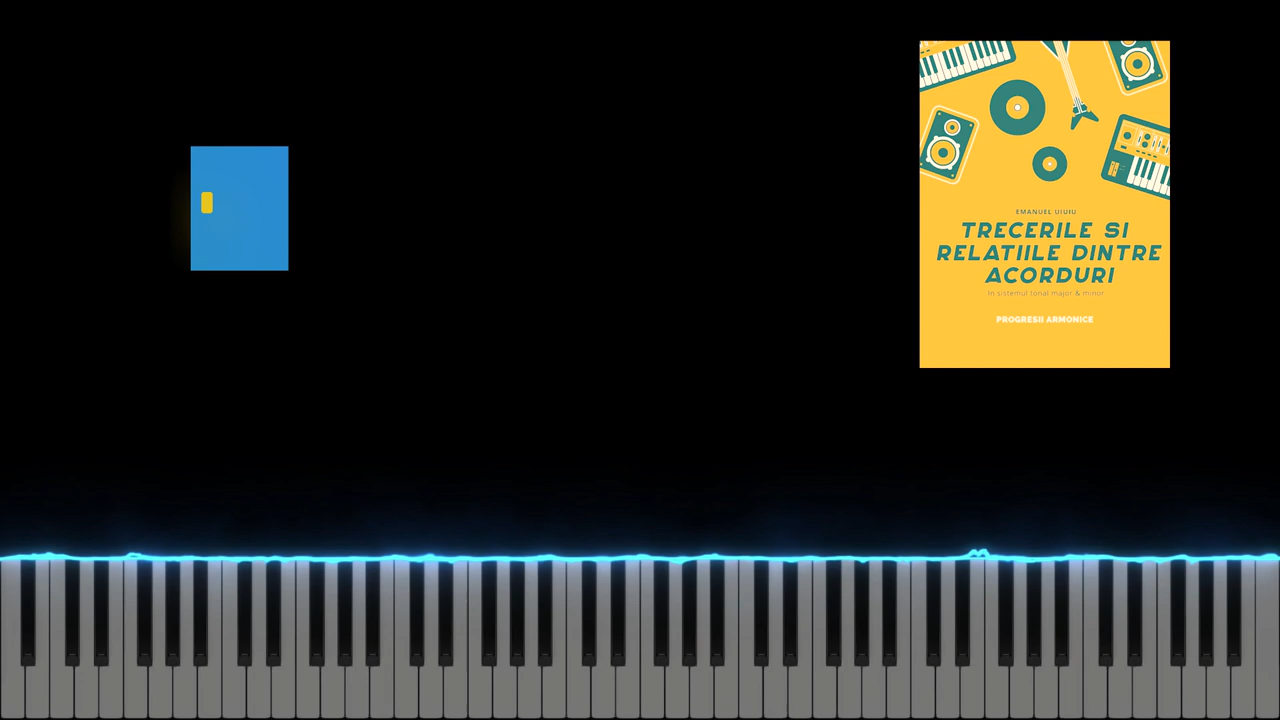 EMANUEL UIUIU
TRECERILE SI
RELATIILE DINTRE
ACORDURI
In sistemul tonal major & minor
PROGRESII ARMONICE